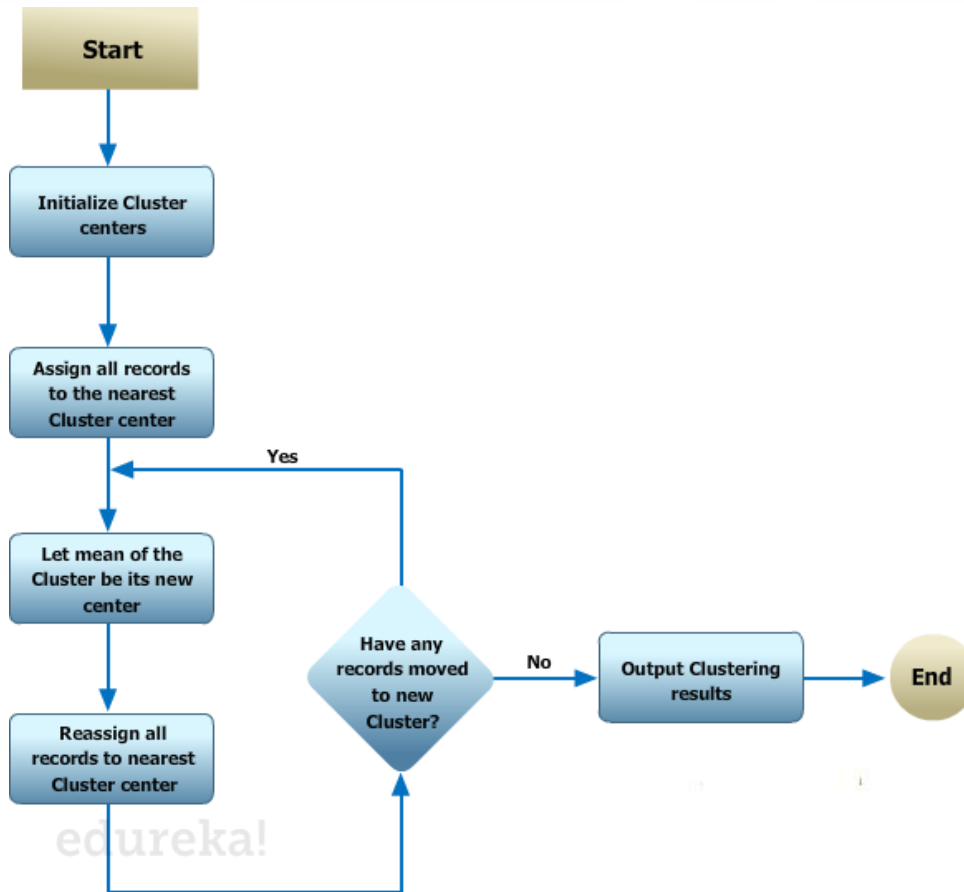 Start
Initialize Cluster
centers
Assign all records
to the nearest
Cluster center
Yes
Let mean of the
Cluster be its new
center
Reassign all
records to nearest
Cluster center
Have any
records moved
to new
Cluster?
No
Output Clustering
results
End
edureka!